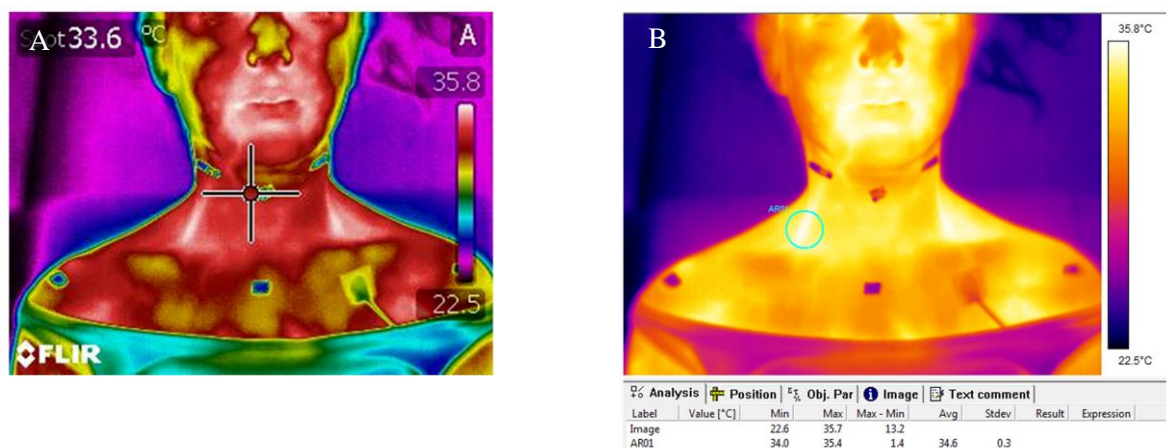 A
Spot 33.6 °C
A
35.8
22.5
FLIR
B
35.8°C
AR01
22.5°C
Analysis Position Obj. Par Image Text comment
Label Value [°C] Min Max Max - Min Avg Stdev Result Expression
Image 22.6 35.7 13.2
AR01 34.0 35.4 1.4 34.6 0.3